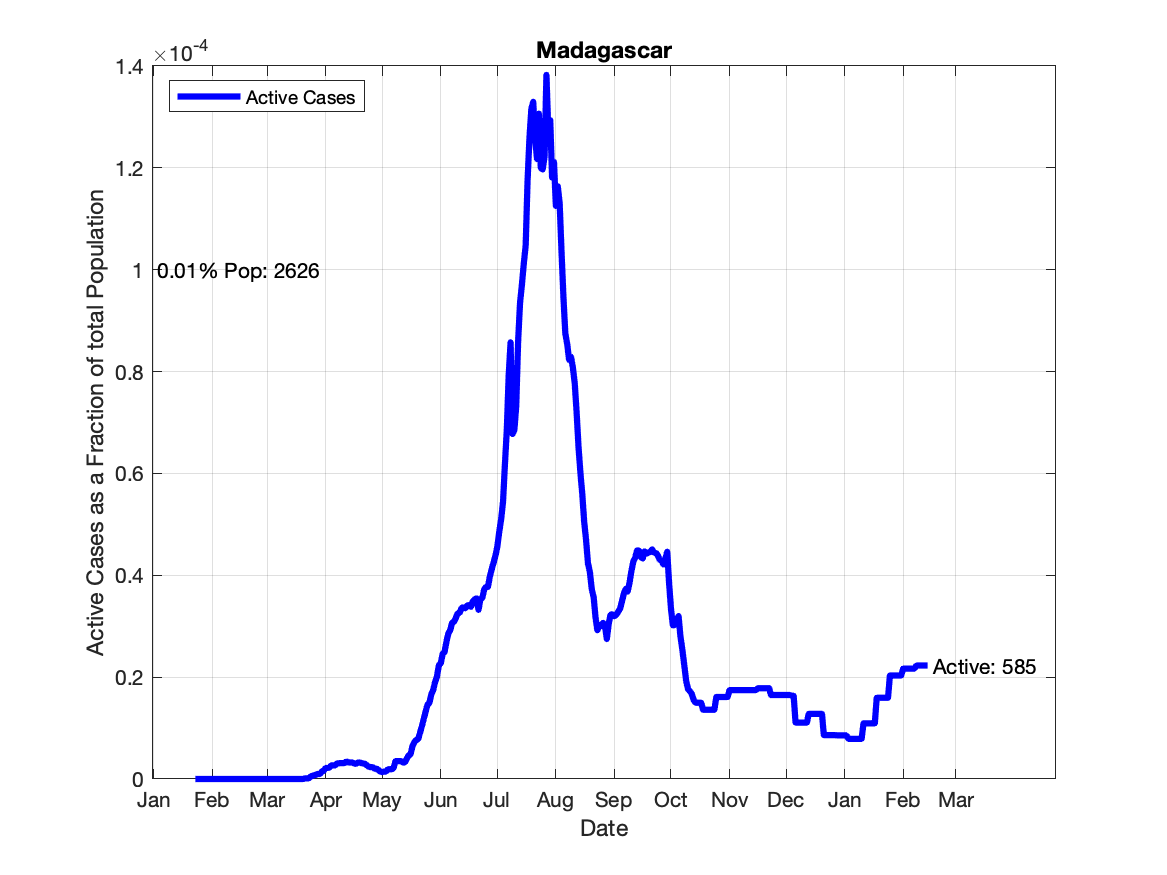 Madagascar
×10-4
1.4
1.2
1
0.8
0.6
0.4
0.2
0
Active Cases
0.01% Pop: 2626
Active: 585
Active Cases as a Fraction of total Population
Jan Feb Mar Apr May Jun Jul Aug Sep Oct Nov Dec Jan Feb Mar
Date